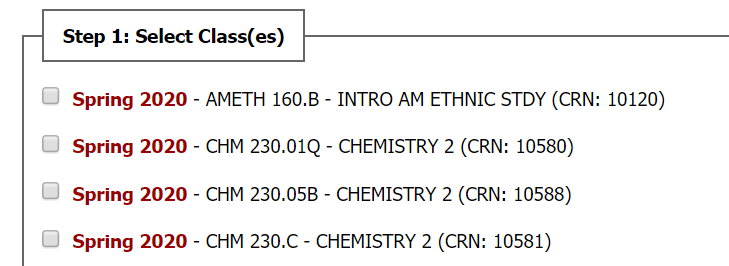 Step 1: Select Class(es)
Spring 2020 - AMETH 160.B - INTRO AM ETHNIC STDY (CRN: 10120)
Spring 2020 - CHM 230.01Q - CHEMISTRY 2 (CRN: 10580)
Spring 2020 - CHM 230.05B - CHEMISTRY 2 (CRN: 10588)
Spring 2020 - CHM 230.C - CHEMISTRY 2 (CRN: 10581)